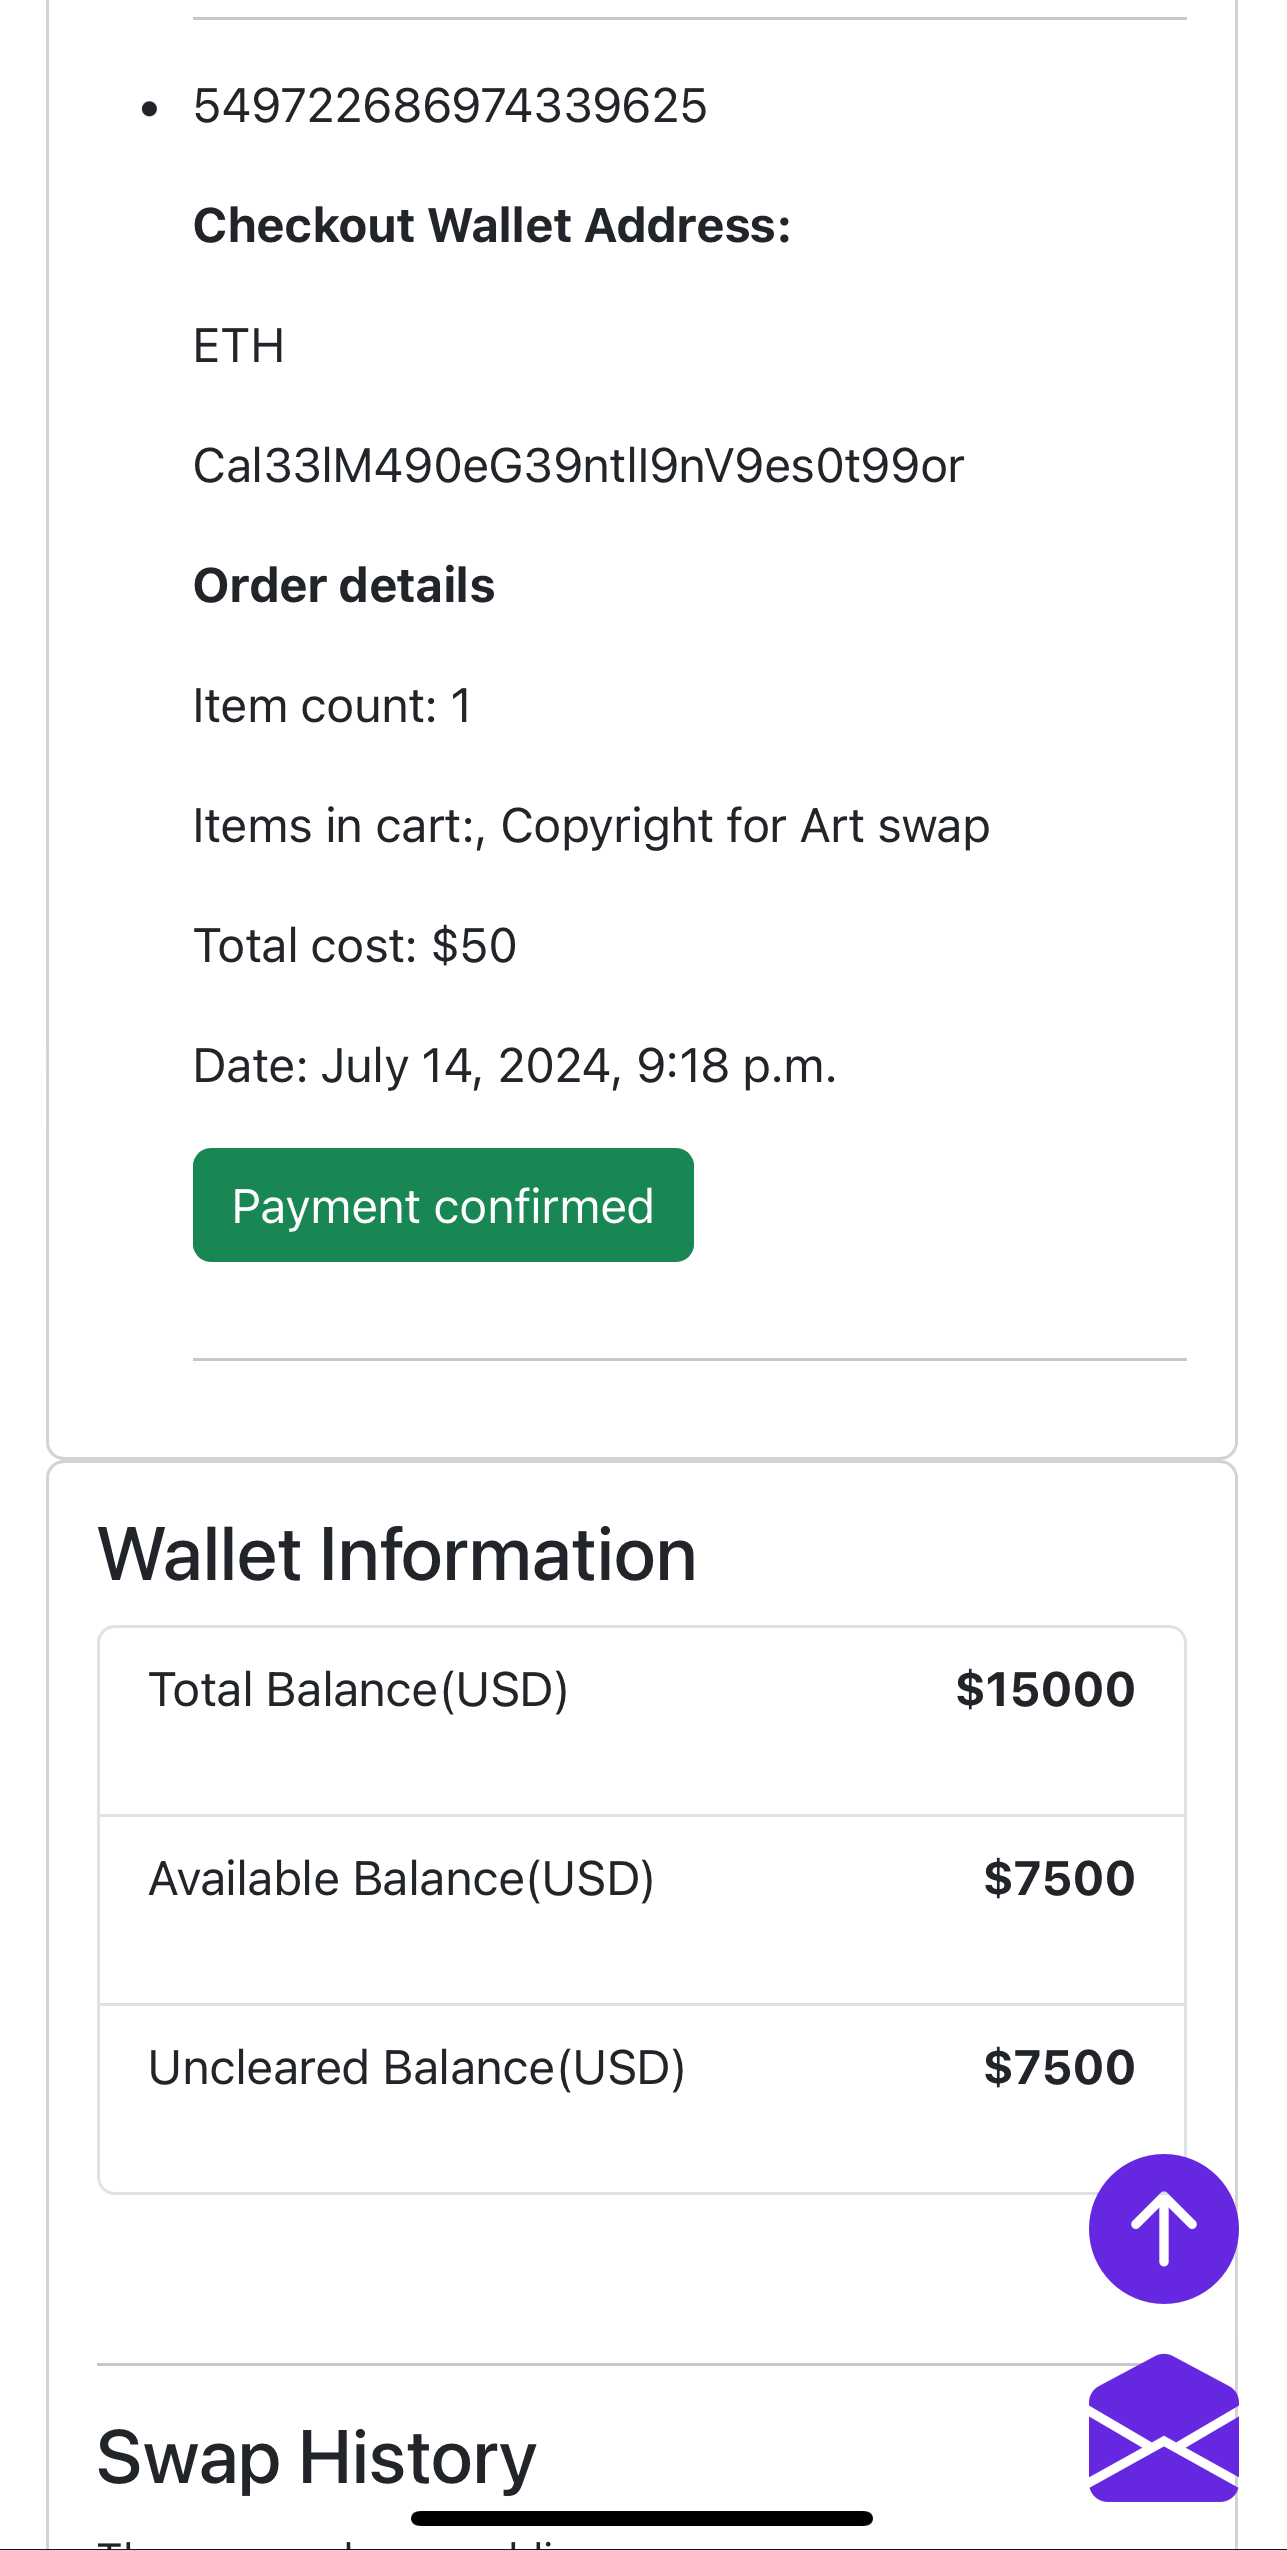 549722686974339625
Checkout Wallet Address:
ETH
Cal33lM490eG39ntlI9nV9es0t99or
Order details
Item count: 1
Items in cart:, Copyright for Art swap
Total cost: $50
Date: July 14, 2024, 9:18 p.m.
Payment confirmed
Wallet Information
Total Balance(USD) $15000
Available Balance(USD) $7500
Uncleared Balance(USD) $7500
Swap History